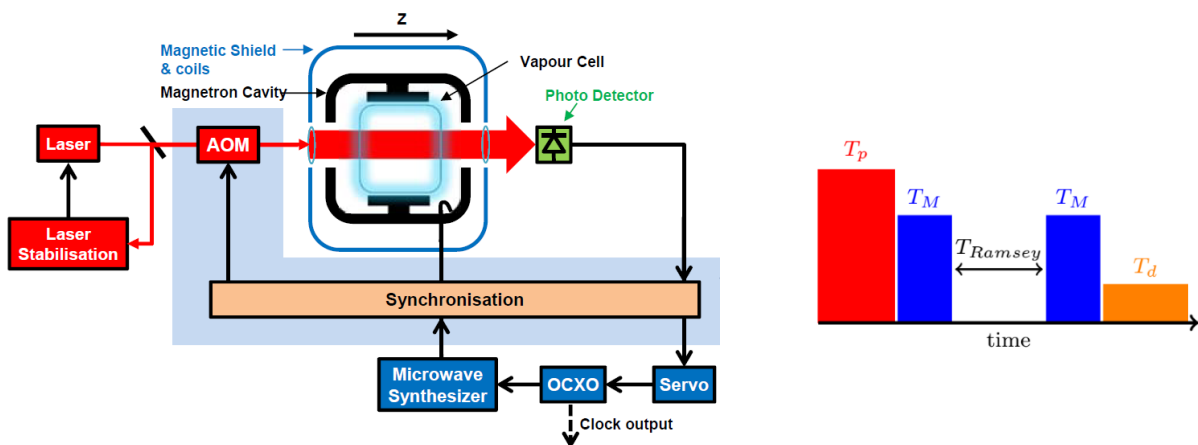 z
Magnetic Shield
& coils
Magnetron Cavity
Vapour Cell
Photo Detector
Laser
AOM
Laser
Stabilisation
Synchronisation
Microwave
Synthesizer
OCXO
Servo
Clock output
T_p
T_M
T_M
T_Ramsey
T_d
time